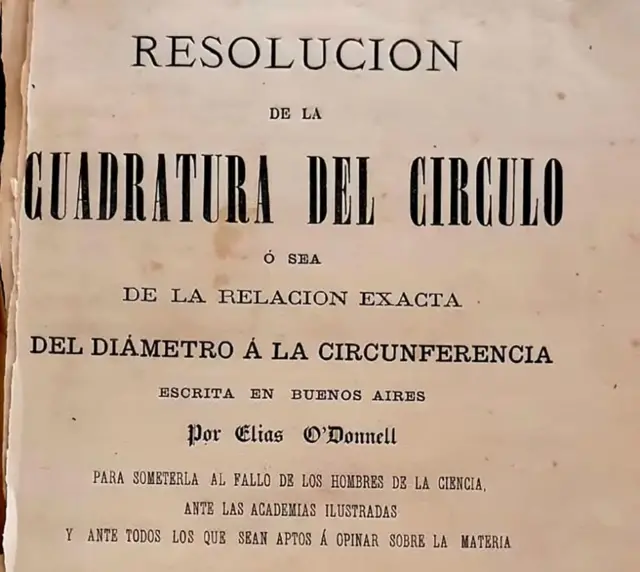 RESOLUCION
DE LA
CUADRATURA DEL CIRCULO
Ó SEA
DE LA RELACION EXACTA
DEL DIÁMETRO Á LA CIRCUNFERENCIA
ESCRITA EN BUENOS AIRES
Por Elias O'Donnell
PARA SOMETERLA AL FALLO DE LOS HOMBRES DE LA CIENCIA,
ANTE LAS ACADEMIAS ILUSTRADAS
Y ANTE TODOS LOS QUE SEAN APTOS Á OPINAR SOBRE LA MATERIA